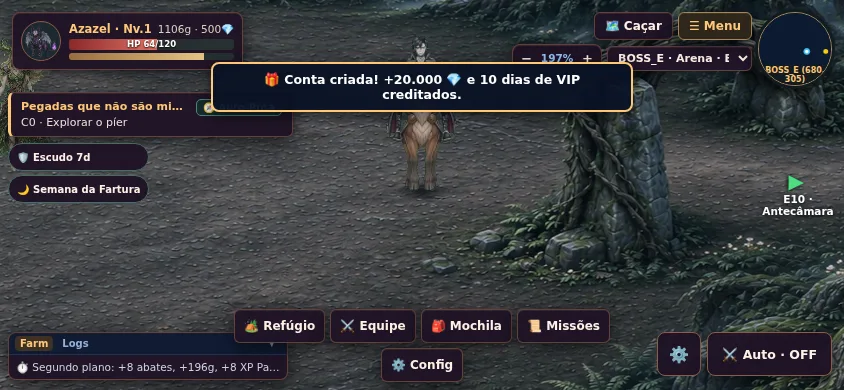 Azazel · Nv.1 1106g · 500💎
HP 64/120
🗺️ Caçar
☰ Menu
− 197% +
BOSS_E · Arena · E
BOSS_E (680, 305)
🎁 Conta criada! +20.000 💎 e 10 dias de VIP
creditados.
Pegadas que não são mi...
C0 · Explorar o píer
🛡️ Escudo 7d
🌙 Semana da Fartura
E10 ·
Antecâmara
🏕️ Refúgio
⚔️ Equipe
🎒 Mochila
📜 Missões
⚙️ Config
Farm Logs
⏱️ Segundo plano: +8 abates, +196g, +8 XP Pa...
⚔️ Auto · OFF